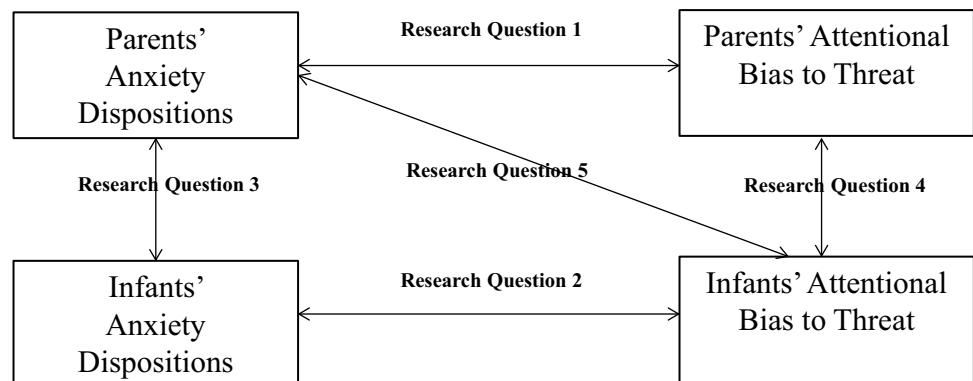 Parents’
Anxiety
Dispositions
Research Question 1
Parents’ Attentional
Bias to Threat
Research Question 3
Research Question 5
Research Question 4
Infants’
Anxiety
Dispositions
Research Question 2
Infants’ Attentional
Bias to Threat